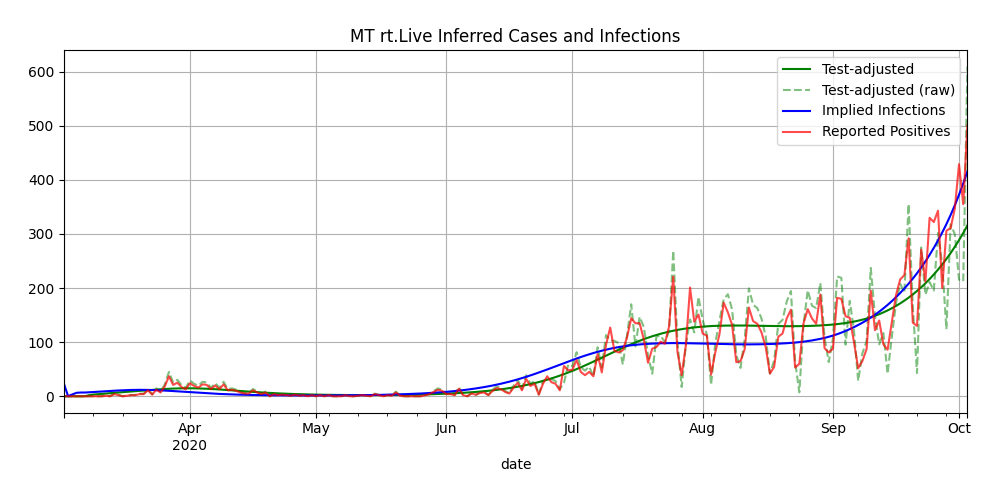 MT rt.Live Inferred Cases and Infections
Test-adjusted
Test-adjusted (raw)
Implied Infections
Reported Positives
600
500
400
300
200
100
0
Apr
2020
May
Jun
Jul
Aug
Sep
Oct
date